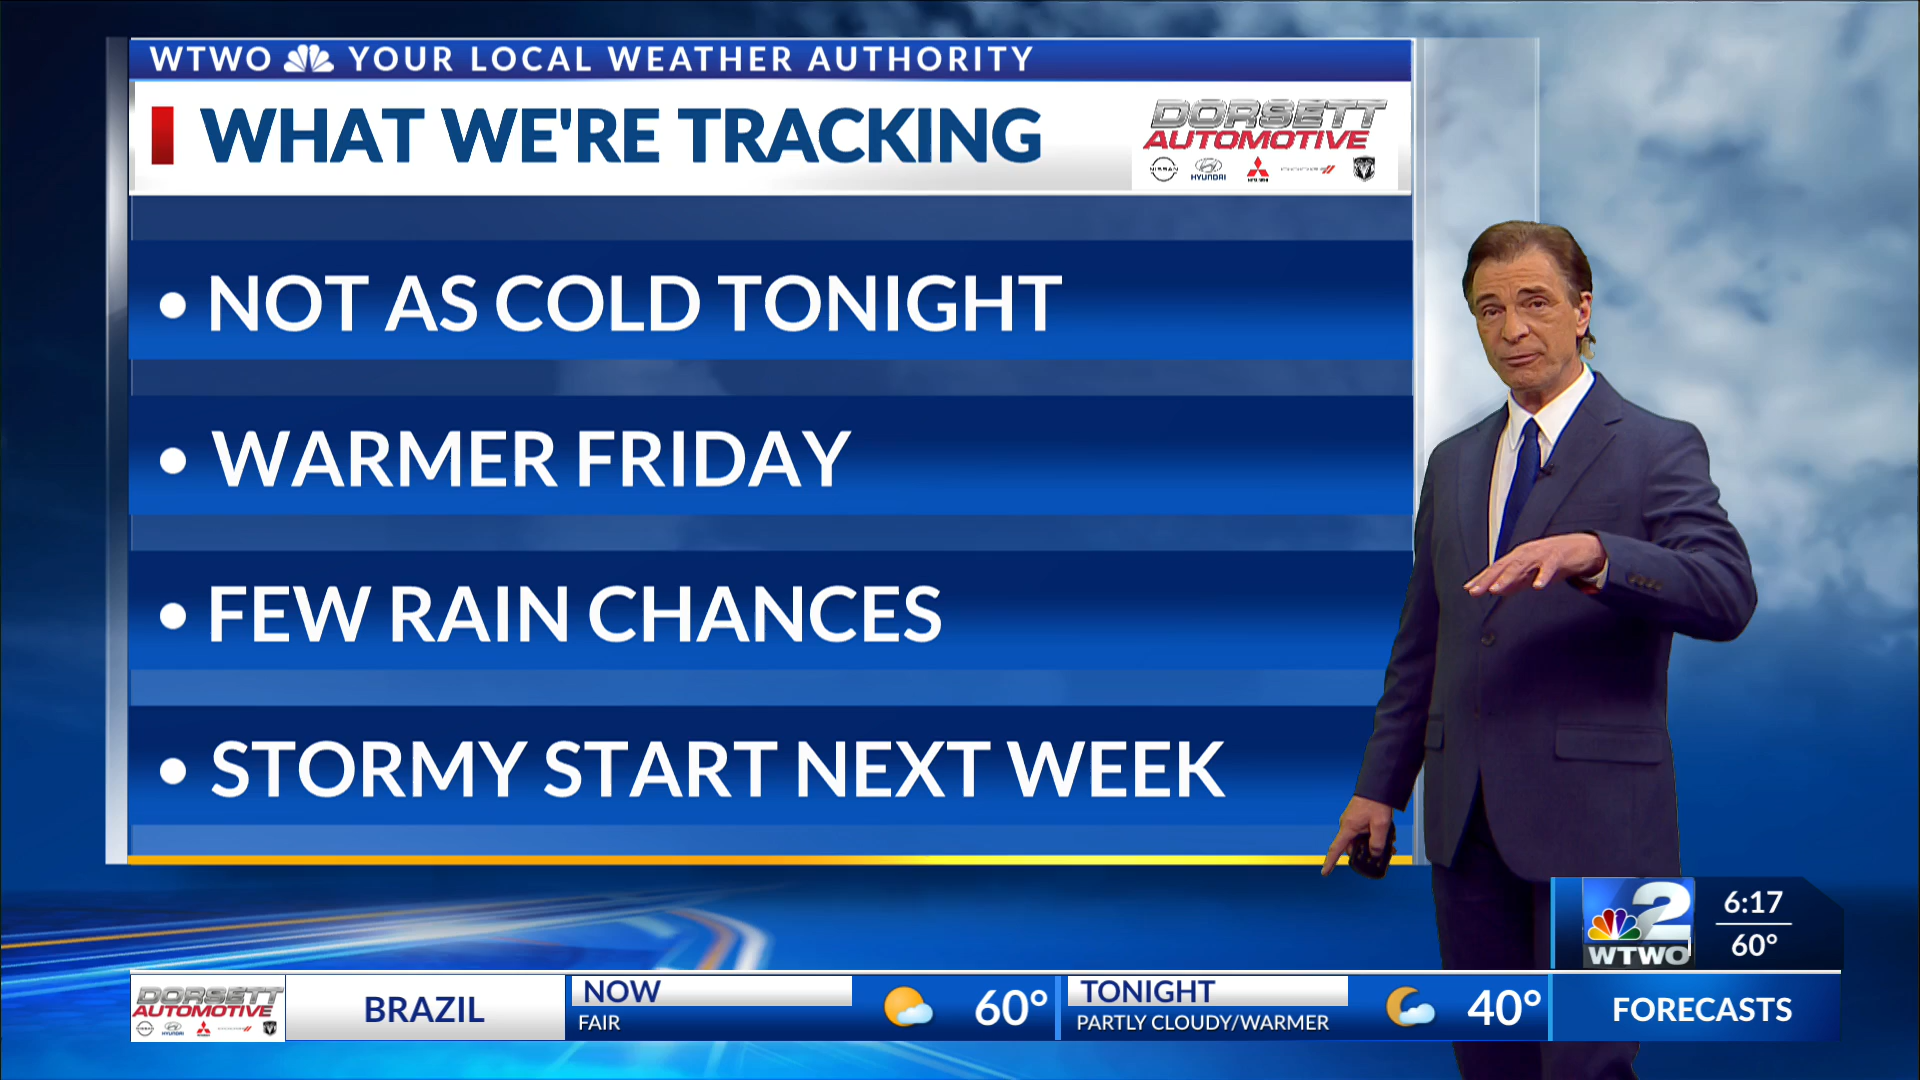 WTWO YOUR LOCAL WEATHER AUTHORITY
WHAT WE'RE TRACKING
DORSETT
AUTOMOTIVE
NISSAN
HYUNDAI
DODGE
• NOT AS COLD TONIGHT
• WARMER FRIDAY
• FEW RAIN CHANCES
• STORMY START NEXT WEEK
2
WTWO
6:17
60°
DORSETT
AUTOMOTIVE
BRAZIL
NOW
FAIR
60°
TONIGHT
PARTLY CLOUDY/WARMER
40°
FORECASTS